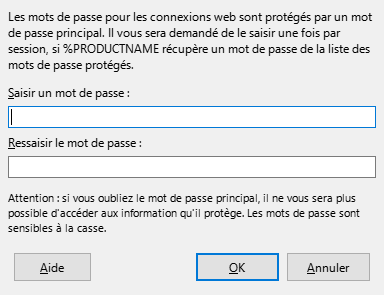 Les mots de passe pour les connexions web sont protégés par un mot
de passe principal. Il vous sera demandé de le saisir une fois par
session, si %PRODUCTNAME récupère un mot de passe de la liste des
mots de passe protégés.
Saisir un mot de passe :
Ressaisir le mot de passe :
Attention : si vous oubliez le mot de passe principal, il ne vous sera plus
possible d'accéder aux information qu'il protège. Les mots de passe sont
sensibles à la casse.
Aide
OK
Annuler